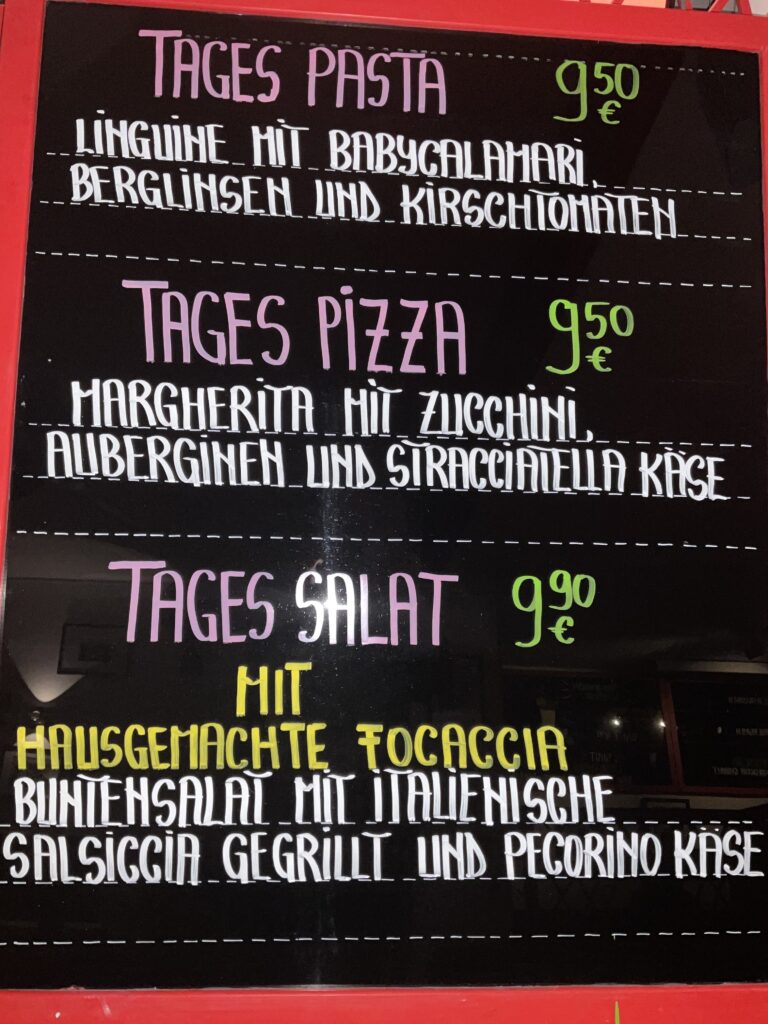 TAGES PASTA 9,50 €
LINGUINE MIT BABYCALAMARI,
BERGLINSEN UND KIRSCHTOMATEN
TAGES PIZZA 9,50 €
MARGHERITA MIT ZUCCHINI,
AUBERGINEN UND STRACCIATELLA KÄSE
TAGES SALAT 9,90 €
MIT
HAUSGEMACHTE FOCACCIA
BUNTENSALAT MIT ITALIENISCHE
SALSICCIA GEGRILLT UND PECORINO KÄSE